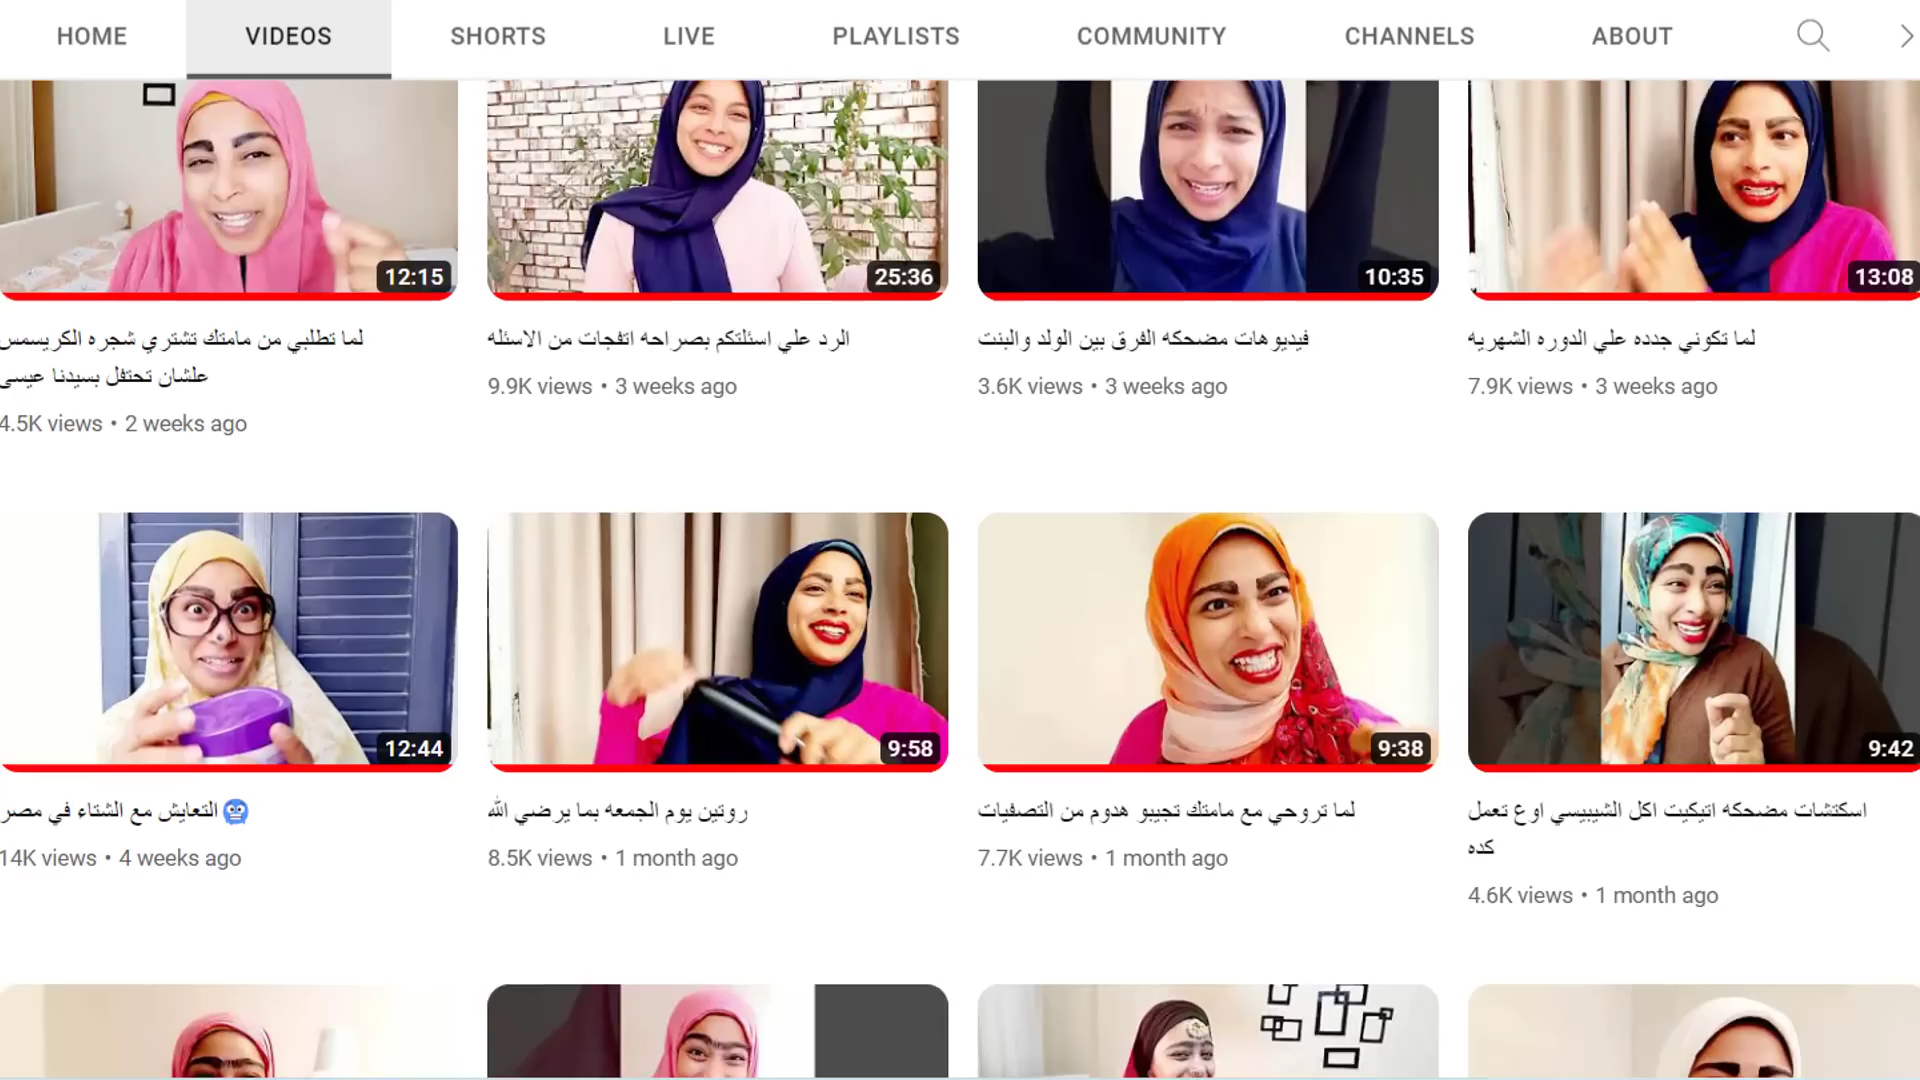 HOME VIDEOS SHORTS LIVE PLAYLISTS COMMUNITY CHANNELS ABOUT
12:15
25:36
10:35
13:08
لما تطلبي من مامتك تشتري شجره الكريسمس
علشان تحتفل بسيدنا عيسى
4.5K views • 2 weeks ago
الرد علي اسئلتكم بصراحه اتفجات من الاسئله
9.9K views • 3 weeks ago
فيديوهات مضحكه الفرق بين الولد والبنت
3.6K views • 3 weeks ago
لما تكوني جدده علي الدوره الشهريه
7.9K views • 3 weeks ago
12:44
9:58
9:38
9:42
🥶 التعايش مع الشتاء في مصر
14K views • 4 weeks ago
روتين يوم الجمعه بما يرضي الله
8.5K views • 1 month ago
لما تروحي مع مامتك تجيبو هدوم من التصفيات
7.7K views • 1 month ago
اسكتشات مضحكه اتيكيت اكل الشيبيسي اوع تعمل
كده
4.6K views • 1 month ago